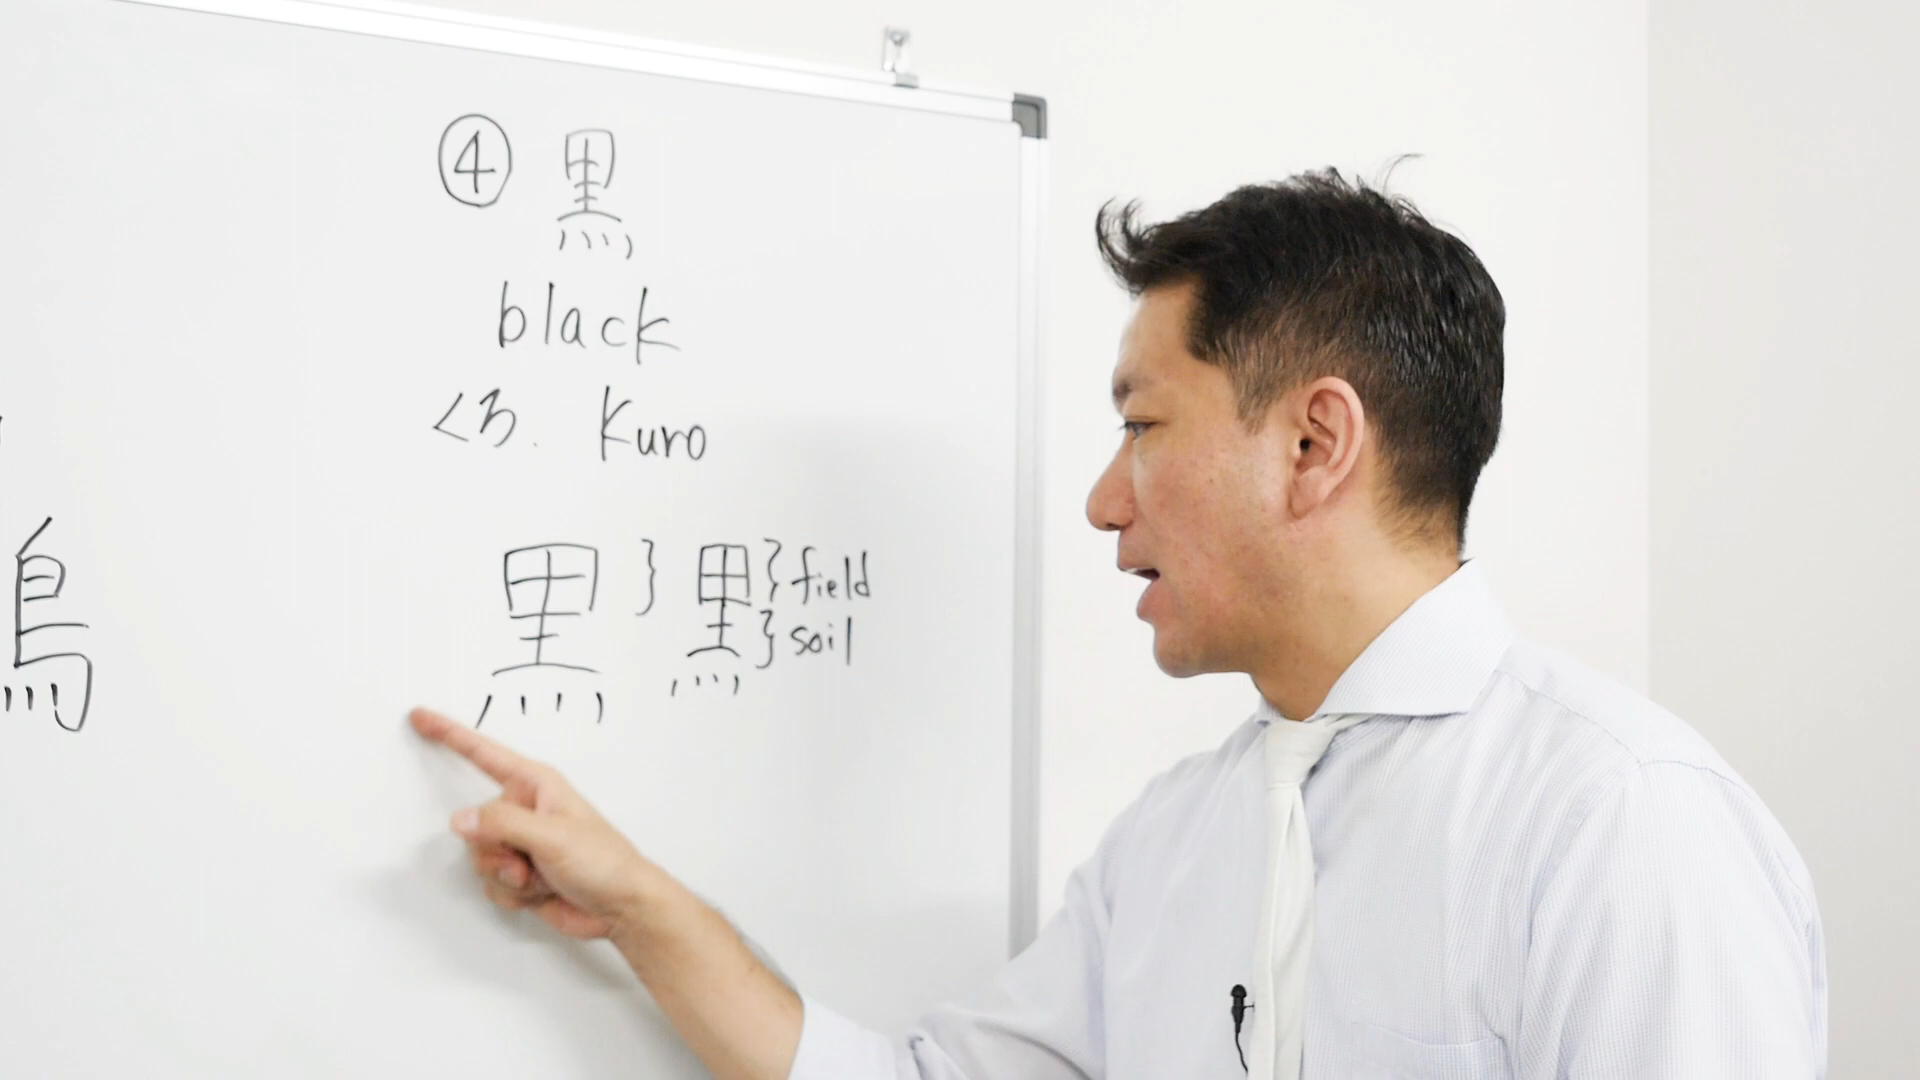 ④ 黒
black
くろ. Kuro
黒 } 黒 } field
} soil
鳥